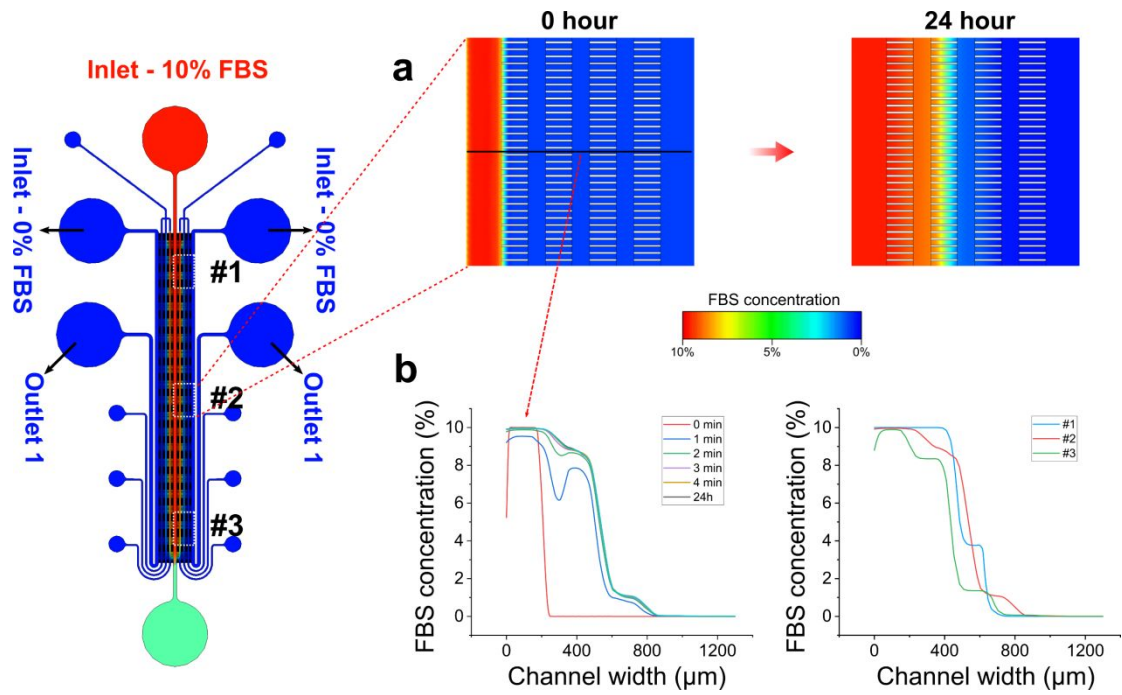 Inlet - 10% FBS
Inlet - 0% FBS
Inlet - 0% FBS
#1
#2
#3
Outlet 1
Outlet 1
a
0 hour
24 hour
FBS concentration
10%
5%
0%
b
FBS concentration (%)
10
8
6
4
2
0
0
400
800
1200
Channel width (μm)
0 min
1 min
2 min
3 min
4 min
24h
FBS concentration (%)
10
8
6
4
2
0
0
400
800
1200
Channel width (μm)
#1
#2
#3